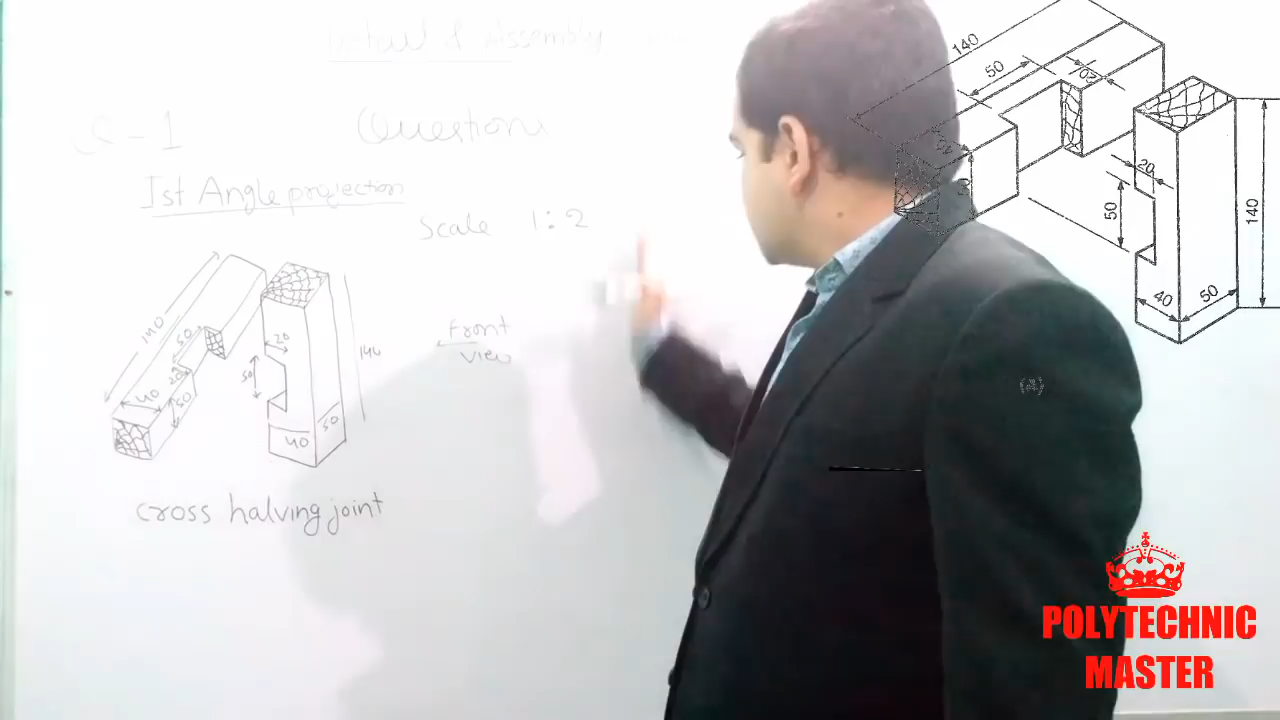 Detail & Assembly
Q-1 Questions
Ist Angle projection
Scale 1:2
140
50
20
40
50
20
50
140
40
50
Front
view
cross halving joint
140
50
20
20
50
140
40
50
POLYTECHNIC
MASTER